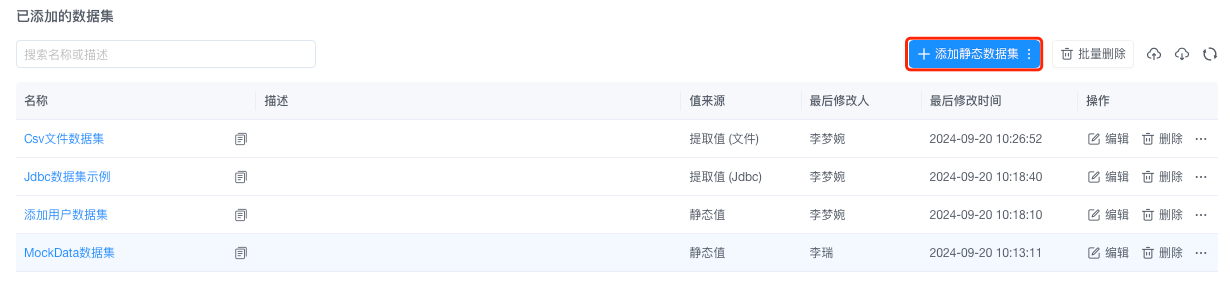 已添加的数据集
搜索名称或描述 添加静态数据集 批量删除
名称 描述 值来源 最后修改人 最后修改时间 操作
Csv文件数据集 提取值 (文件) 李梦婉 2024-09-20 10:26:52 编辑 删除
Jdbc数据集示例 提取值 (Jdbc) 李梦婉 2024-09-20 10:18:40 编辑 删除
添加用户数据集 静态值 李梦婉 2024-09-20 10:18:10 编辑 删除
MockData数据集 静态值 李瑞 2024-09-20 10:13:11 编辑 删除